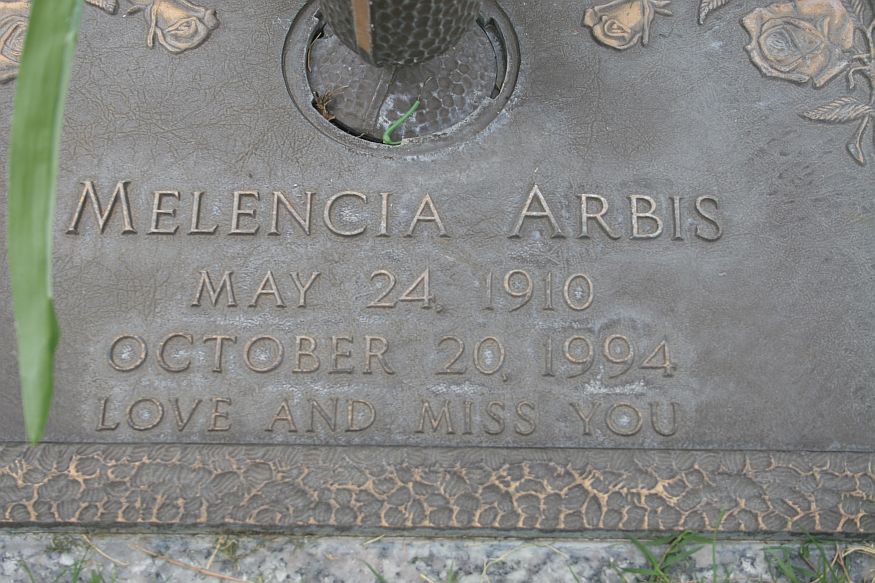 MELENCIA ARBIS
MAY 24, 1910
OCTOBER 20, 1994
LOVE AND MISS YOU